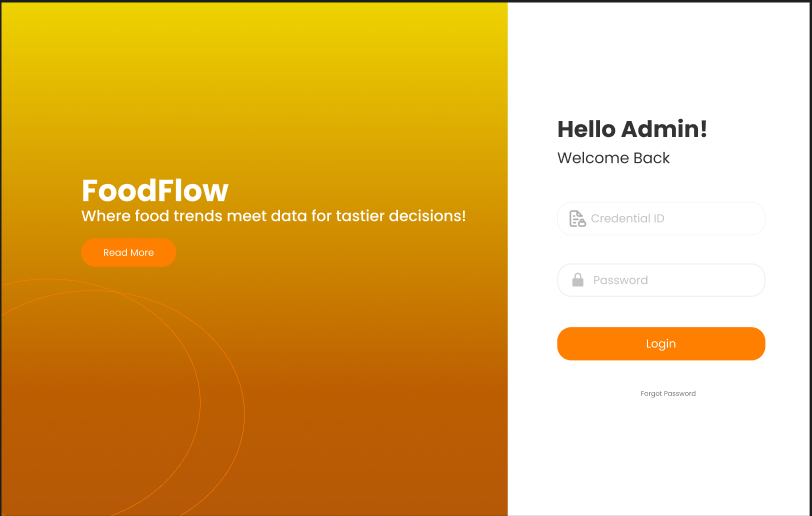 FoodFlow
Where food trends meet data for tastier decisions!
Read More
Hello Admin!
Welcome Back
Credential ID
Password
Login
Forgot Password